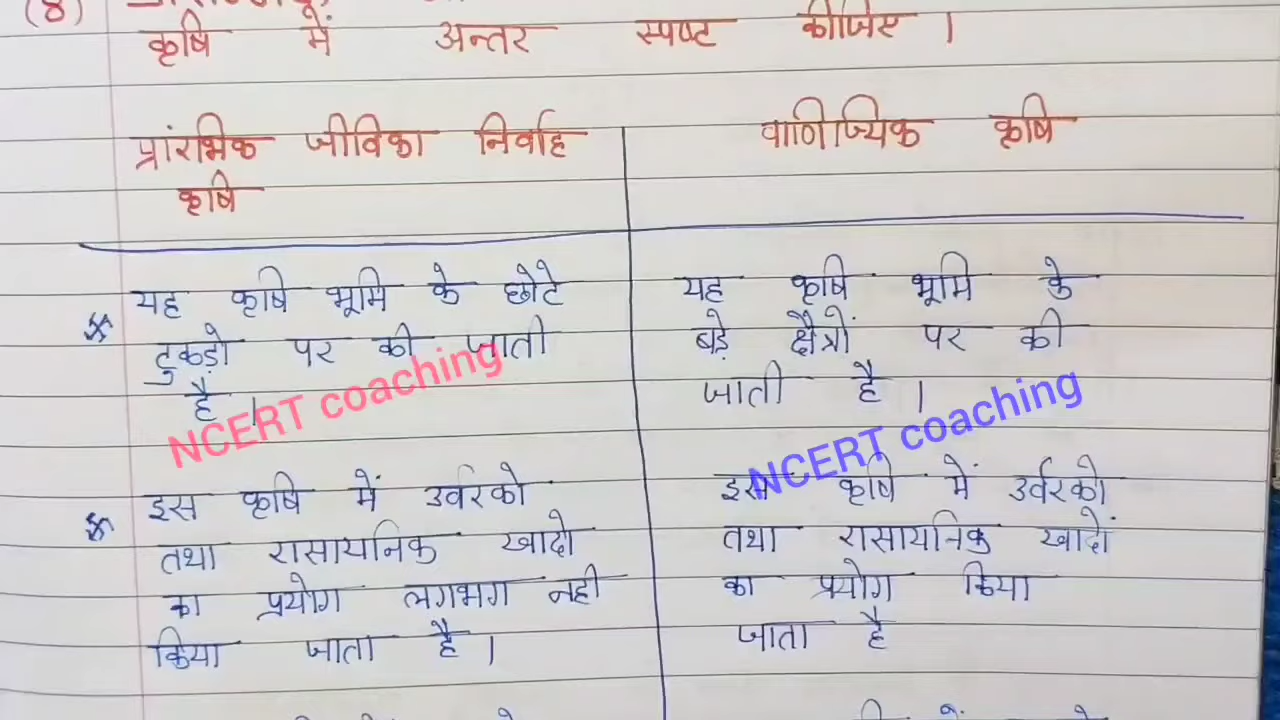 (8)
कृषि में अन्तर स्पष्ट कीजिए ।
प्रांरभिक जीविका निर्वाह
कृषि
वाणिज्यिक कृषि
यह कृषि भूमि के छोटे
टुकड़ो पर की जाती
है ।
यह कृषि भूमि के
बड़े क्षैत्रों पर की
जाती है ।
NCERT coaching
NCERT coaching
इस कृषि में उर्वरको
तथा रासायनिक खादो
का प्रयोग लगभग नही
किया जाता है ।
इस कृषि में उर्वरको
तथा रासायनिक खादों
का प्रयोग किया
जाता है